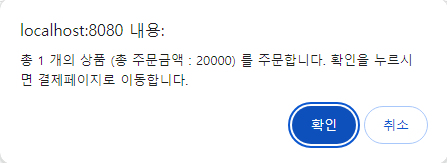 localhost:8080 내용:
총 1 개의 상품 (총 주문금액 : 20000) 를 주문합니다. 확인을 누르시
면 결제페이지로 이동합니다.
확인 취소